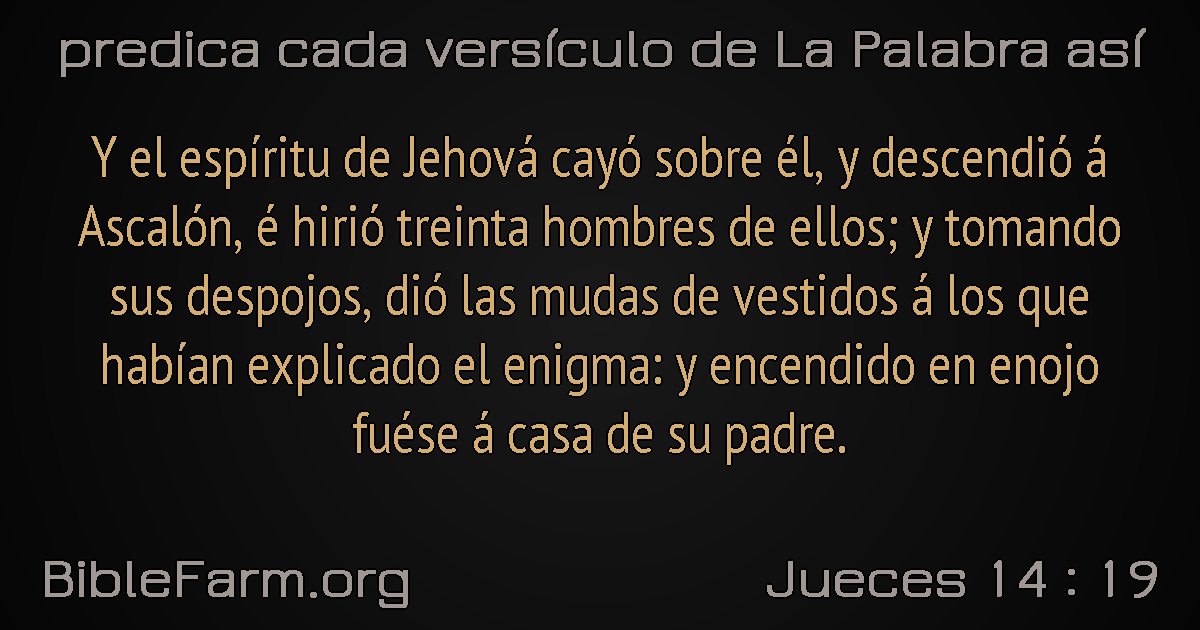 predica cada versículo de La Palabra así
Y el espíritu de Jehová cayó sobre él, y descendió á
Ascalón, é hirió treinta hombres de ellos; y tomando
sus despojos, dió las mudas de vestidos á los que
habían explicado el enigma: y encendido en enojo
fuése á casa de su padre.
BibleFarm.org
Jueces 14 : 19